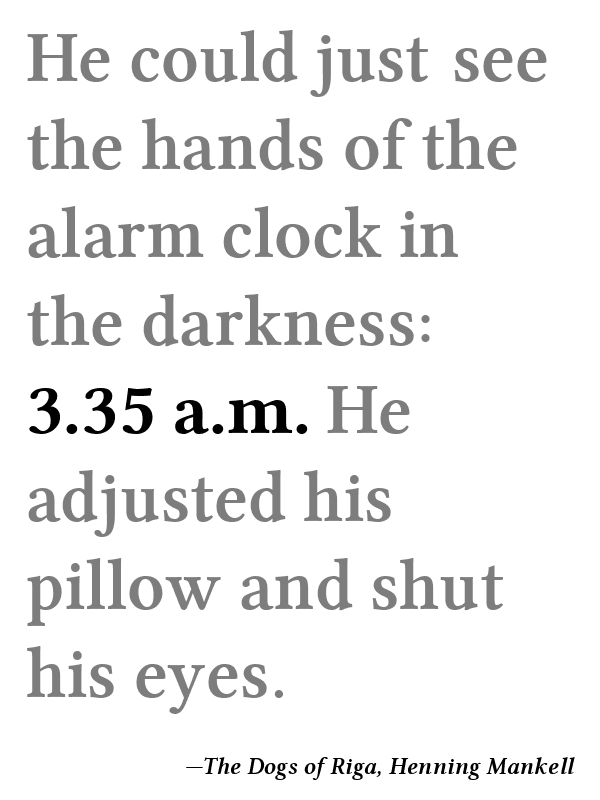 He could just see
the hands of the
alarm clock in
the darkness:
3.35 a.m. He
adjusted his
pillow and shut
his eyes.
—The Dogs of Riga, Henning Mankell